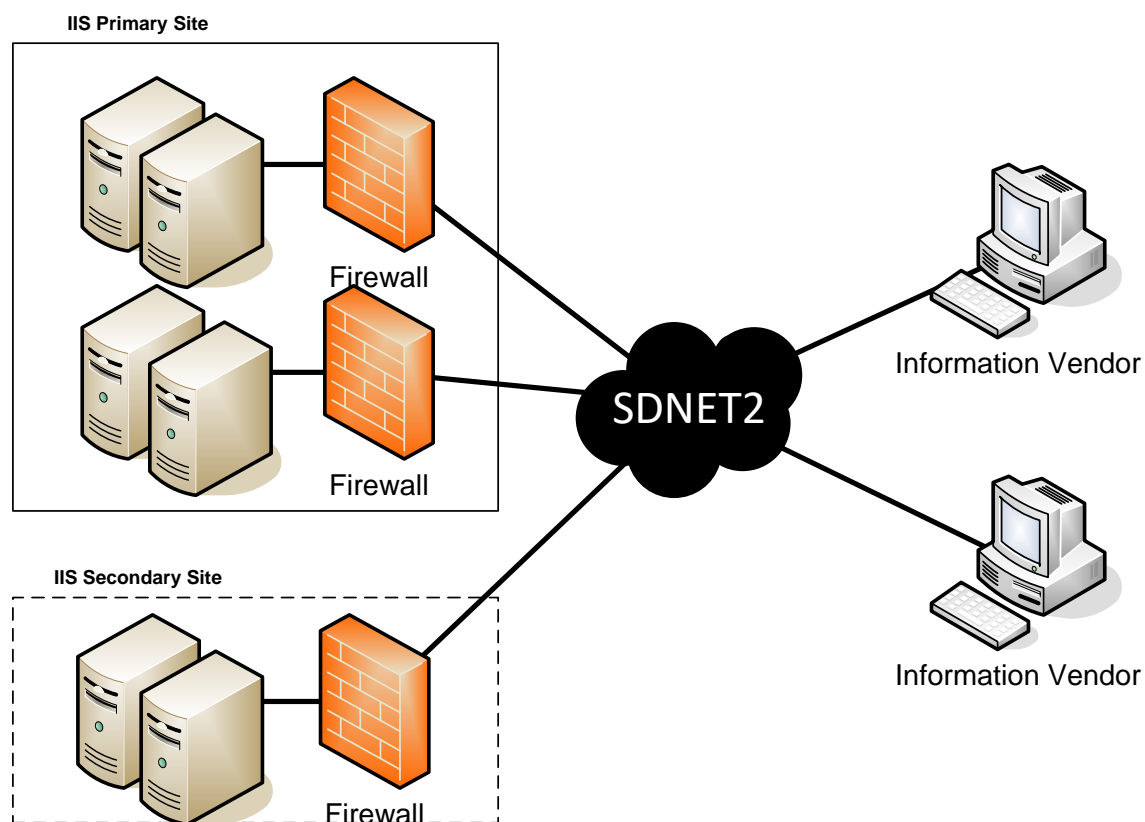 IIS Primary Site
Firewall
Firewall
SDNET2
Information Vendor
Information Vendor
IIS Secondary Site
Firewall